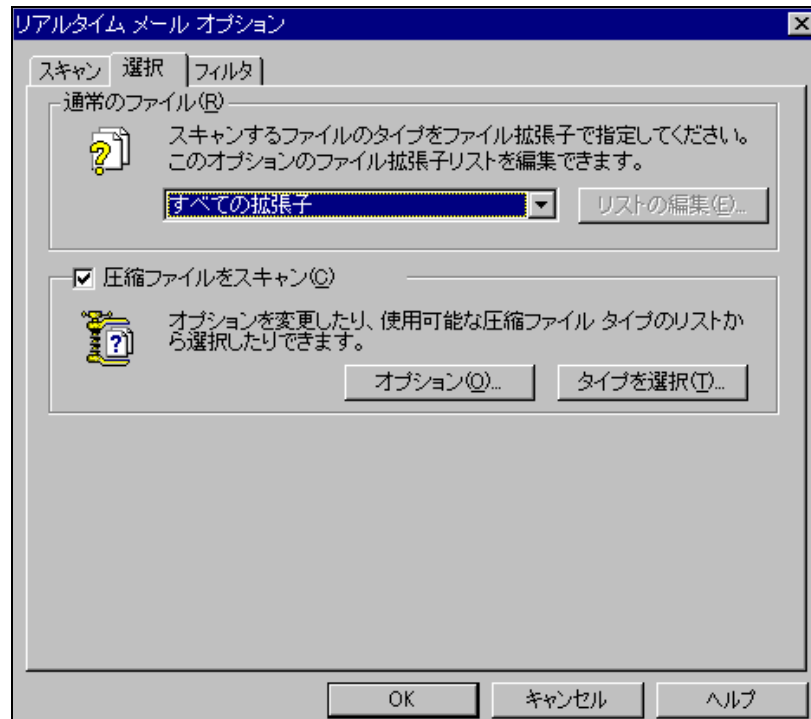 リアルタイム メール オプション
スキャン 選択 フィルタ
通常のファイル(R)
スキャンするファイルのタイプをファイル拡張子で指定してください。
このオプションのファイル拡張子リストを編集できます。
すべての拡張子
リストの編集(E)...
圧縮ファイルをスキャン(C)
オプションを変更したり、使用可能な圧縮ファイル タイプのリストか
ら選択したりできます。
オプション(O)... タイプを選択(T)...
OK キャンセル ヘルプ